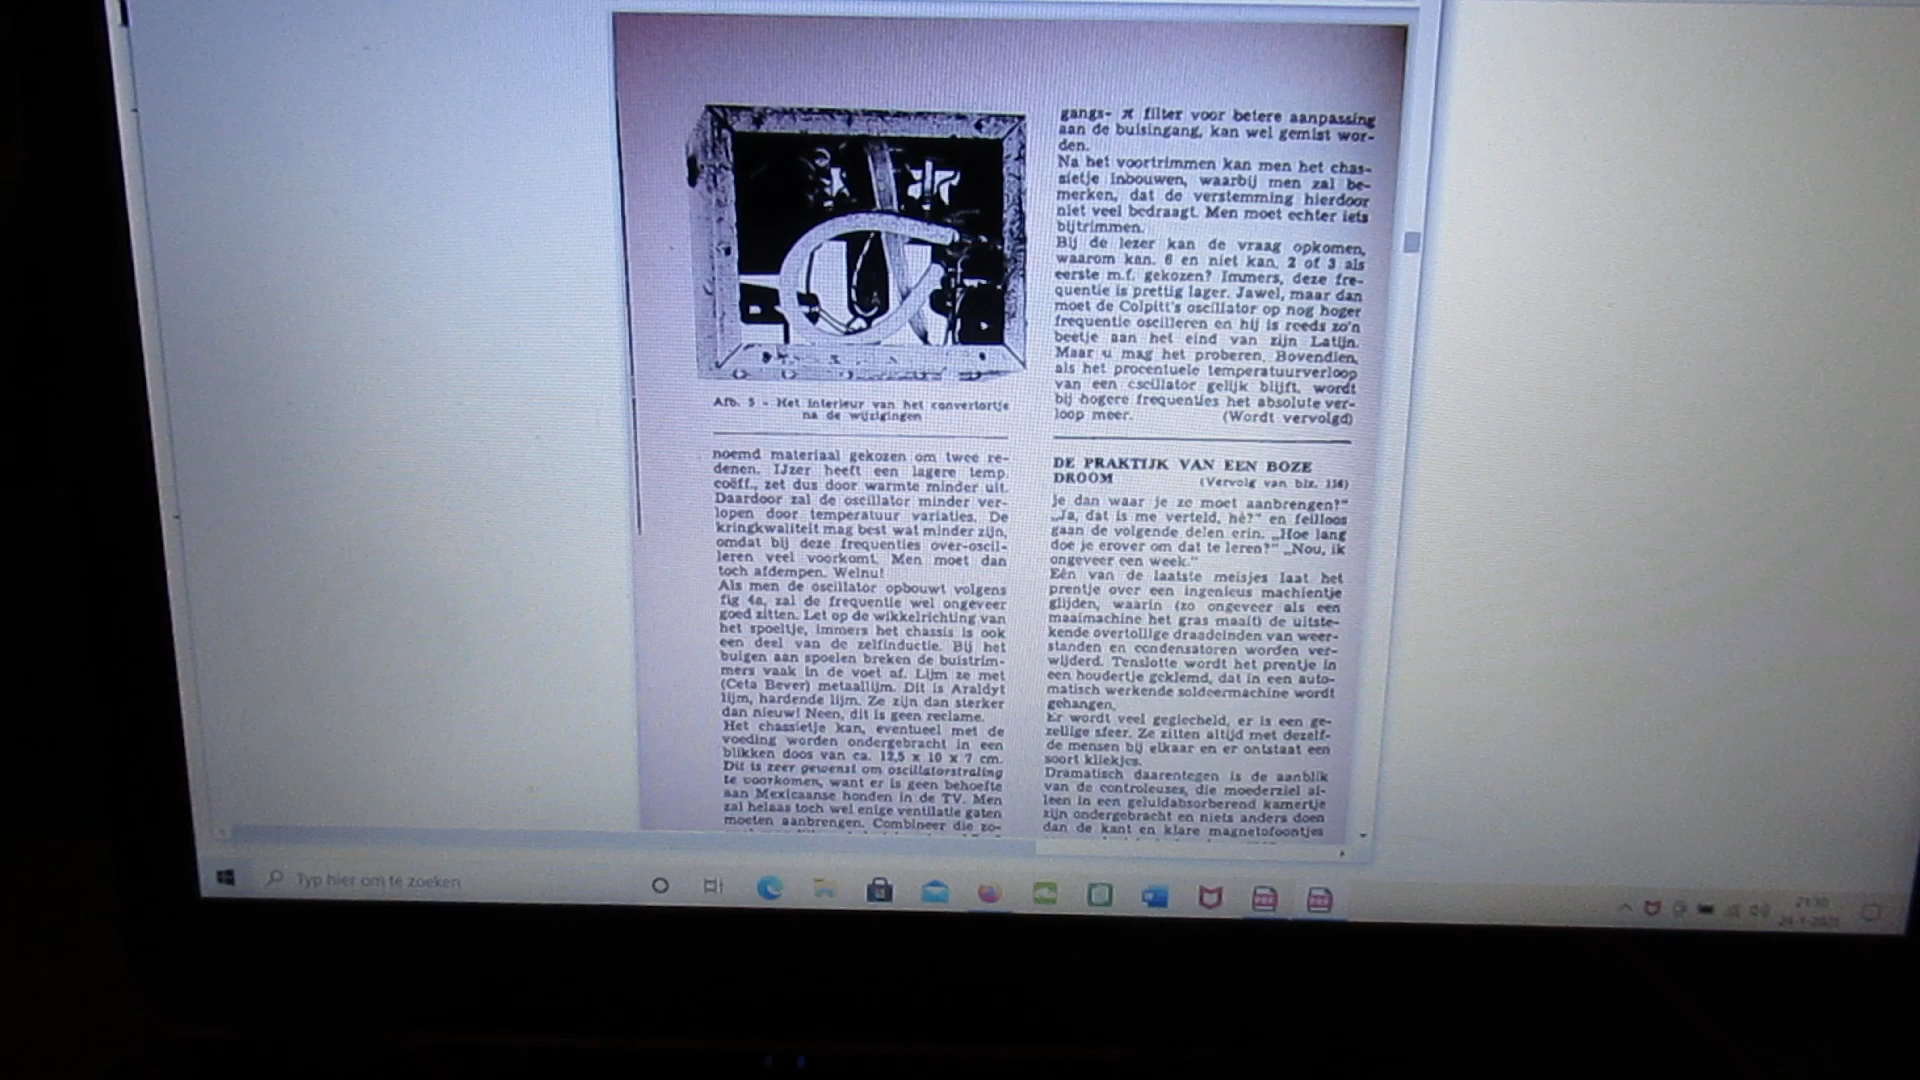 Afb. 5 - Het interieur van het convertortje
na de wijzigingen
noemd materiaal gekozen om twee re-
denen. IJzer heeft een lagere temp.
coëff., zet dus door warmte minder uit.
Daardoor zal de oscillator minder ver-
lopen door temperatuur variaties. De
kringkwaliteit mag best wat minder zijn,
omdat bij deze frequenties over-oscil-
leren veel voorkomt. Men moet dan
toch afdempen. Welnu!
Als men de oscillator opbouwt volgens
fig 4a, zal de frequentie wel ongeveer
goed zitten. Let op de wikkelrichting van
het spoeltje, immers het chassis is ook
een deel van de zelfinductie. Bij het
buigen aan spoelen breken de buistrim-
mers vaak in de voet af. Lijm ze met
(Ceta Bever) metaallijm. Dit is Araldyt
lijm, hardende lijm. Ze zijn dan sterker
dan nieuw! Neen, dit is geen reclame.
Het chassietje kan, eventueel met de
voeding worden ondergebracht in een
blikken doos van ca. 12,5 x 10 x 7 cm.
Dit is zeer gewenst om oscillatorstraling
te voorkomen, want er is geen behoefte
aan Mexicaanse honden in de TV. Men
zal helaas toch wel enige ventilatie gaten
moeten aanbrengen. Combineer die zo-
gangs- π filter voor betere aanpassing
aan de buisingang, kan wel gemist wor-
den.
Na het voortrimmen kan men het chas-
sietje inbouwen, waarbij men zal be-
merken, dat de verstemming hierdoor
niet veel bedraagt. Men moet echter iets
bijtrimmen.
Bij de lezer kan de vraag opkomen,
waarom kan. 6 en niet kan. 2 of 3 als
eerste m.f. gekozen? Immers, deze fre-
quentie is prettig lager. Jawel, maar dan
moet de Colpitt's oscillator op nog hoger
frequentie oscilleren en hij is reeds zo'n
beetje aan het eind van zijn Latijn.
Maar u mag het proberen. Bovendien,
als het procentuele temperatuurverloop
van een oscillator gelijk blijft, wordt
bij hogere frequenties het absolute ver-
loop meer. (Wordt vervolgd)
DE PRAKTIJK VAN EEN BOZE
DROOM (Vervolg van blz. 156)
je dan waar je ze moet aanbrengen?"
„Ja, dat is me verteld, hè?" en feilloos
gaan de volgende delen erin. „Hoe lang
doe je erover om dat te leren?" „Nou, ik
ongeveer een week."
Eén van de laatste meisjes laat het
prentje over een ingenieus machientje
glijden, waarin (zo ongeveer als een
maaimachine het gras maait) de uitste-
kende overtollige draadeinden van weer-
standen en condensatoren worden ver-
wijderd. Tenslotte wordt het prentje in
een houdertje geklemd, dat in een auto-
matisch werkende soldeermachine wordt
gehangen.
Er wordt veel gegiecheld, er is een ge-
zellige sfeer. Ze zitten altijd met dezelf-
de mensen bij elkaar en er ontstaat een
soort kliekjes.
Dramatisch daarentegen is de aanblik
van de controleuses, die moederziel al-
leen in een geluidabsorberend kamertje
zijn ondergebracht en niets anders doen
dan de kant en klare magnetofoontjes
Typ hier om te zoeken
21:10
24-1-2021